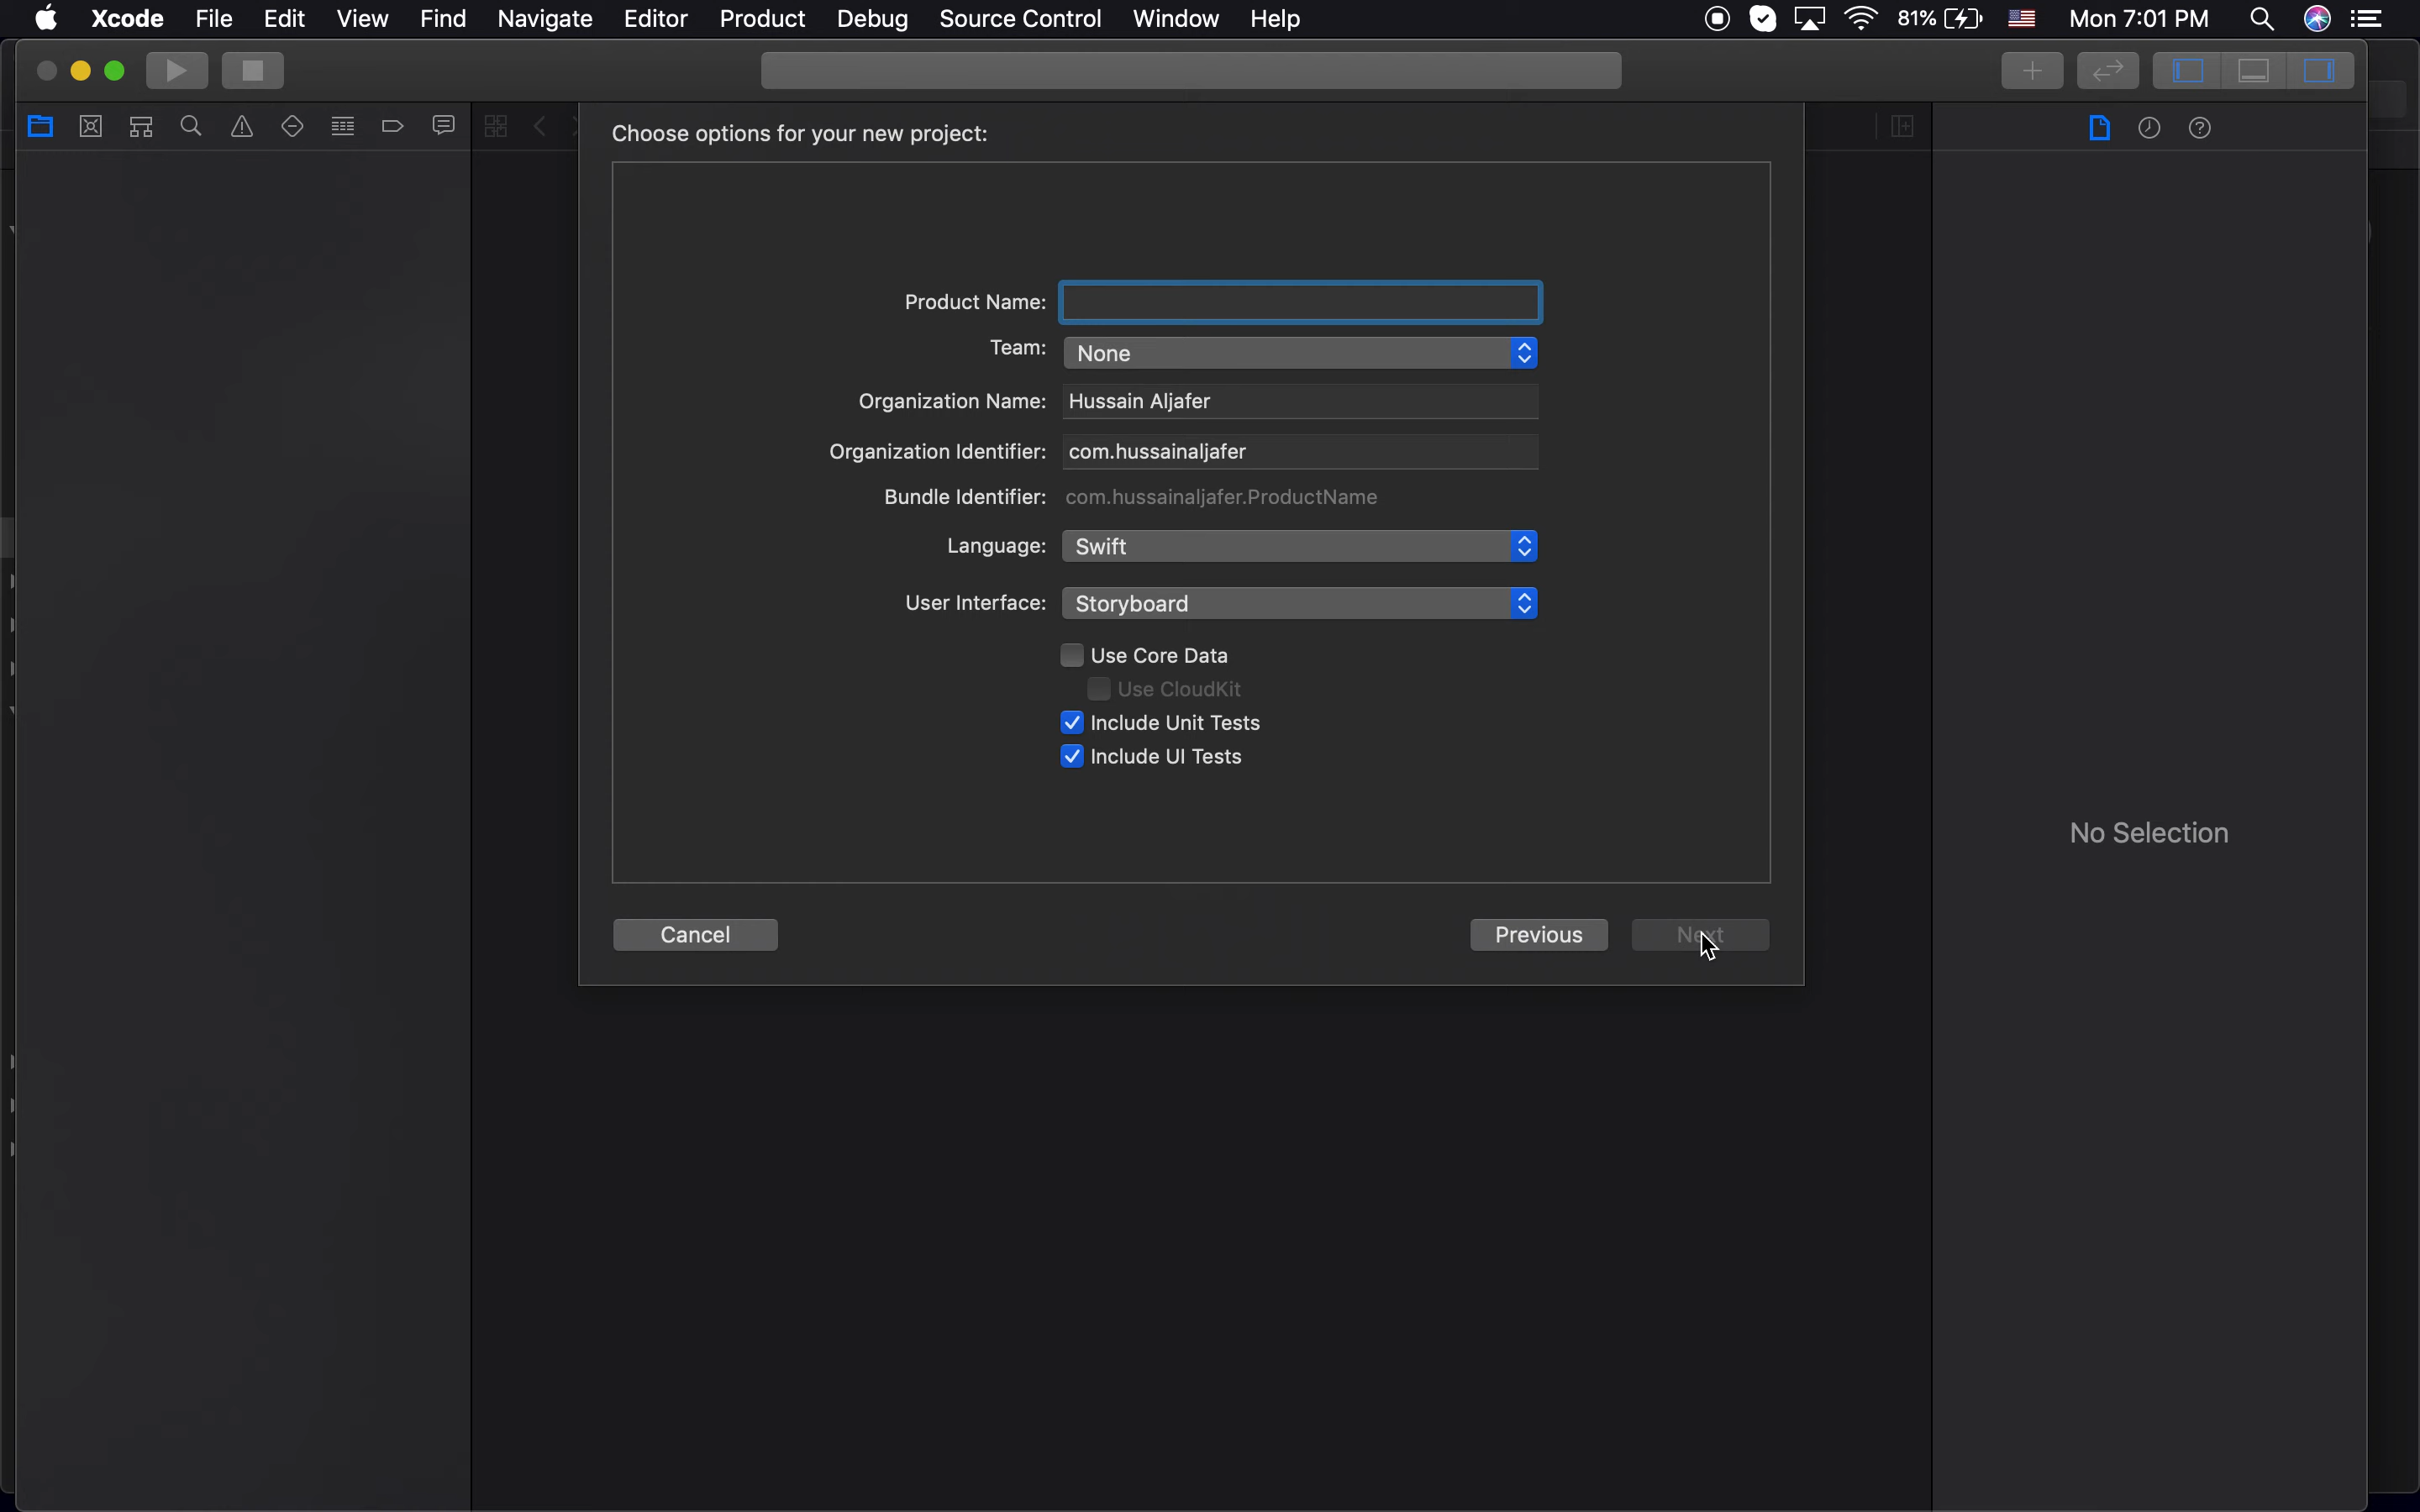 Xcode File Edit View Find Navigate Editor Product Debug Source Control Window Help 81% Mon 7:01 PM
Choose options for your new project:
Product Name:
Team: None
Organization Name: Hussain Aljafer
Organization Identifier: com.hussainaljafer
Bundle Identifier: com.hussainaljafer.ProductName
Language: Swift
User Interface: Storyboard
Use Core Data
Use CloudKit
Include Unit Tests
Include UI Tests
No Selection
Cancel Previous Next